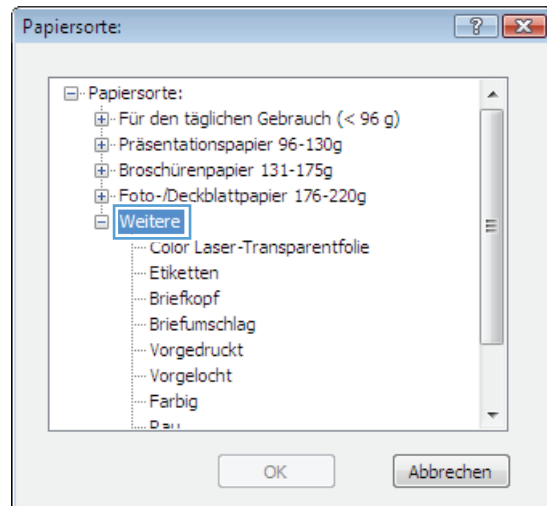 Papiersorte:
Papiersorte:
Für den täglichen Gebrauch (< 96 g)
Präsentationspapier 96-130g
Broschürenpapier 131-175g
Foto-/Deckblattpapier 176-220g
Weitere
Color Laser-Transparentfolie
Etiketten
Briefkopf
Briefumschlag
Vorgedruckt
Vorgelocht
Farbig
Rau
OK
Abbrechen